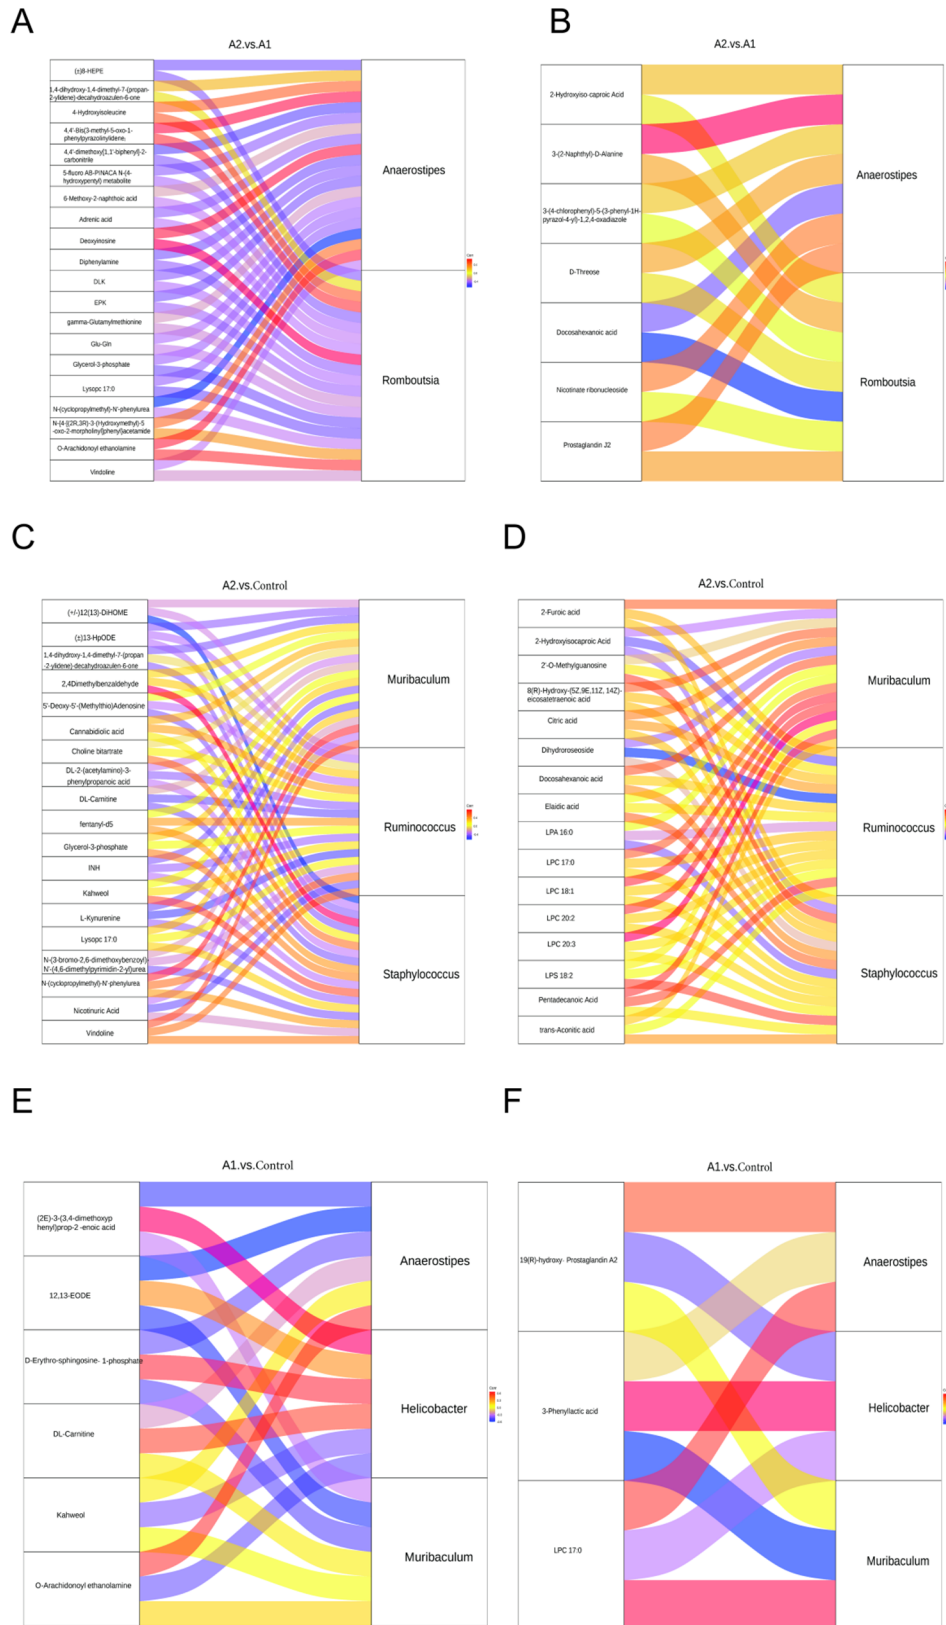 A
A2.vs.A1
(±)8-HEPE
1,4-dihydroxy-1,4-dimethyl-7-(propan-
2-ylidene)-decahydroazulen-6-one
4-Hydroxyisoleucine
4,4'-Bis(3-methyl-5-oxo-1-
phenylpyrazolinylidene,
4,4'-dimethoxy[1,1'-biphenyl]-2-
carbonitrile
5-fluoro AB-PINACA N-(4-
hydroxypentyl) metabolite
6-Methoxy-2-naphthoic acid
Adrenic acid
Deoxyinosine
Diphenylamine
DLK
EPK
gamma-Glutamylmethionine
Glu-Gln
Glycerol-3-phosphate
Lysopc 17:0
N-(cyclopropylmethyl)-N'-phenylurea
N-{4-[(2R,3R)-3-(Hydroxymethyl)-5
-oxo-2-morpholinyl]phenyl}acetamide
O-Arachidonoyl ethanolamine
Vindoline
Anaerostipes
Romboutsia
B
A2.vs.A1
2-Hydroxyiso-caproic Acid
3-(2-Naphthyl)-D-Alanine
3-(4-chlorophenyl)-5-(3-phenyl-1H-
pyrazol-4-yl)-1,2,4-oxadiazole
D-Threose
Docosahexanoic acid
Nicotinate ribonucleoside
Prostaglandin J2
Anaerostipes
Romboutsia
C
A2.vs.Control
(+/-)12(13)-DiHOME
(±)13-HpODE
1,4-dihydroxy-1,4-dimethyl-7-(propan
-2-ylidene)-decahydroazulen-6-one
2,4Dimethylbenzaldehyde
5'-Deoxy-5'-(Methylthio)Adenosine
Cannabidiolic acid
Choline bitartrate
DL-2-(acetylamino)-3-
phenylpropanoic acid
DL-Carnitine
fentanyl-d5
Glycerol-3-phosphate
INH
Kahweol
L-Kynurenine
Lysopc 17:0
N-(3-bromo-2,6-dimethoxybenzoyl)-
N'-(4,6-dimethylpyrimidin-2-yl)urea
N-(cyclopropylmethyl)-N'-phenylurea
Nicotinuric Acid
Vindoline
Muribaculum
Ruminococcus
Staphylococcus
D
A2.vs.Control
2-Furoic acid
2-Hydroxyisocaproic Acid
2'-O-Methylguanosine
8(R)-Hydroxy-(5Z,9E,11Z, 14Z)-
eicosatetraenoic acid
Citric acid
Dihydroroseoside
Docosahexanoic acid
Elaidic acid
LPA 16:0
LPC 17:0
LPC 18:1
LPC 20:2
LPC 20:3
LPS 18:2
Pentadecanoic Acid
trans-Aconitic acid
Muribaculum
Ruminococcus
Staphylococcus
E
A1.vs.Control
(2E)-3-(3,4-dimethoxyp
henyl)prop-2 -enoic acid
12,13-EODE
D-Erythro-sphingosine- 1-phosphate
DL-Carnitine
Kahweol
O-Arachidonoyl ethanolamine
Anaerostipes
Helicobacter
Muribaculum
F
A1.vs.Control
19(R)-hydroxy- Prostaglandin A2
3-Phenyllactic acid
LPC 17:0
Anaerostipes
Helicobacter
Muribaculum